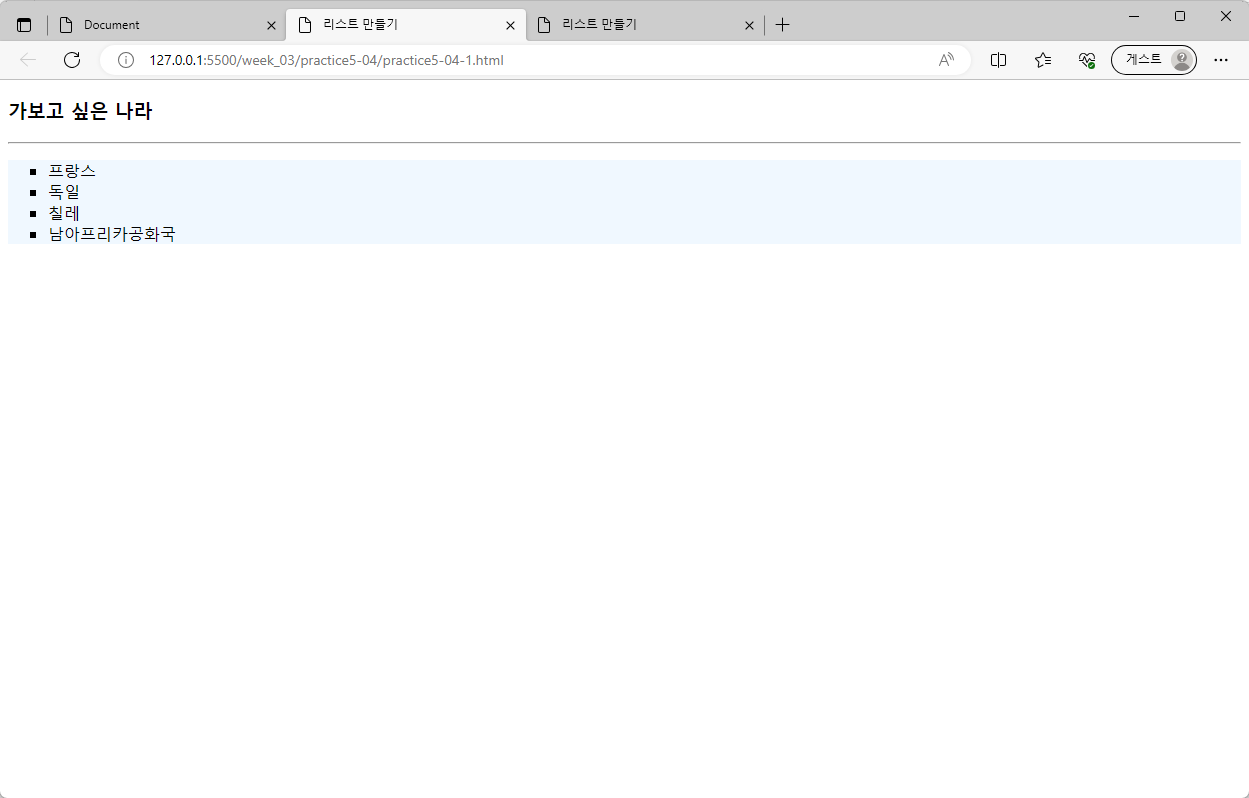 Document
리스트 만들기
리스트 만들기
127.0.0.1:5500/week_03/practice5-04/practice5-04-1.html
게스트
가보고 싶은 나라
프랑스
독일
칠레
남아프리카공화국